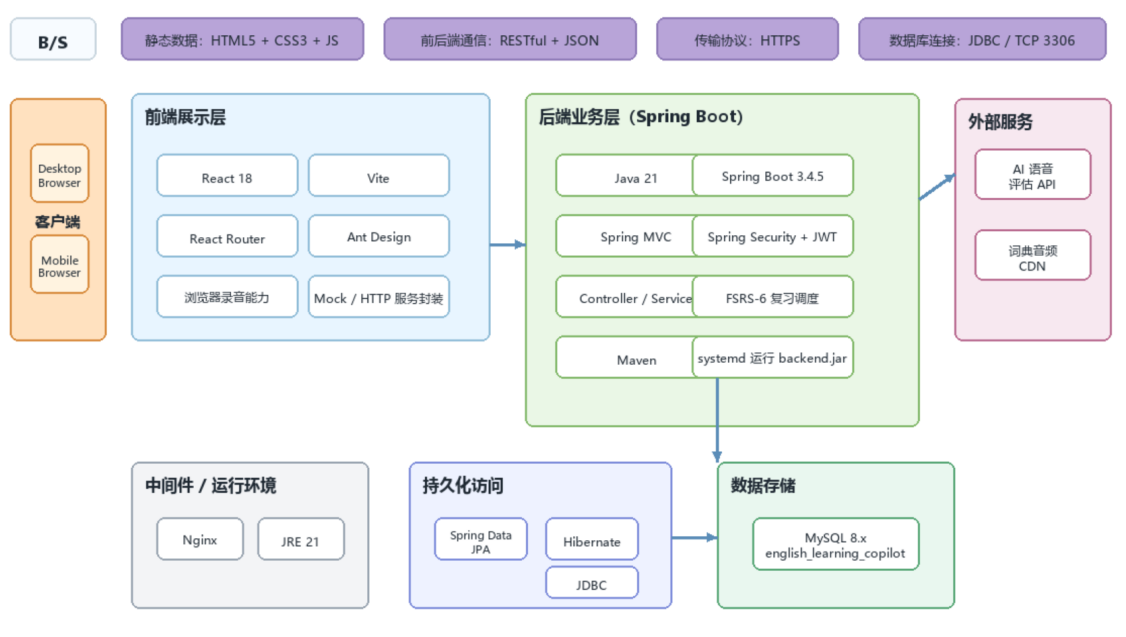 B/S
静态数据：HTML5 + CSS3 + JS
前后端通信：RESTful + JSON
传输协议：HTTPS
数据库连接：JDBC / TCP 3306
Desktop
Browser
客户端
Mobile
Browser
前端展示层
React 18
Vite
React Router
Ant Design
浏览器录音能力
Mock / HTTP 服务封装
后端业务层（Spring Boot）
Java 21
Spring Boot 3.4.5
Spring MVC
Spring Security + JWT
Controller / Service
FSRS-6 复习调度
Maven
systemd 运行 backend.jar
外部服务
AI 语音
评估 API
词典音频
CDN
中间件 / 运行环境
Nginx
JRE 21
持久化访问
Spring Data
JPA
Hibernate
JDBC
数据存储
MySQL 8.x
english_learning_copilot